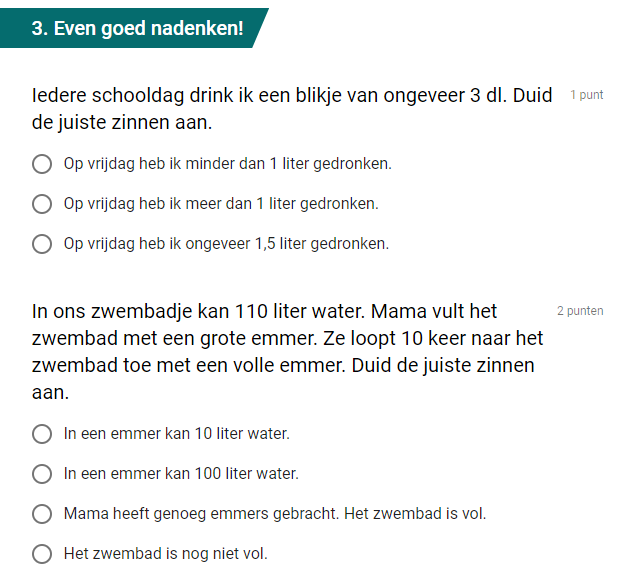 3. Even goed nadenken!
Iedere schooldag drink ik een blikje van ongeveer 3 dl. Duid 1 punt
de juiste zinnen aan.
Op vrijdag heb ik minder dan 1 liter gedronken.
Op vrijdag heb ik meer dan 1 liter gedronken.
Op vrijdag heb ik ongeveer 1,5 liter gedronken.
In ons zwembadje kan 110 liter water. Mama vult het 2 punten
zwembad met een grote emmer. Ze loopt 10 keer naar het
zwembad toe met een volle emmer. Duid de juiste zinnen
aan.
In een emmer kan 10 liter water.
In een emmer kan 100 liter water.
Mama heeft genoeg emmers gebracht. Het zwembad is vol.
Het zwembad is nog niet vol.